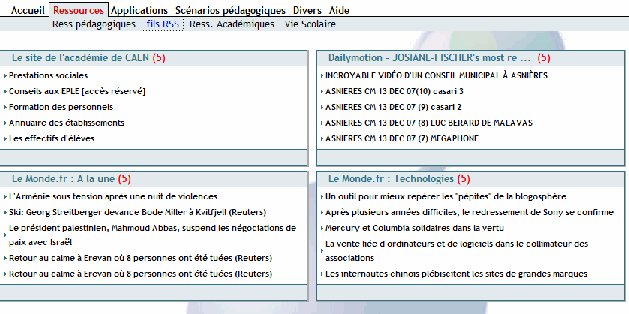 Accueil Ressources Applications Scénarios pédagogiques Divers Aide
Ress pédagogiques fils RSS Ress. Académiques Vie Scolaire
Le site de l'académie de CAEN (5)
Prestations sociales
Conseils aux EPLE [accès réservé]
Formation des personnels
Annuaire des établissements
Les effectifs d'élèves
Dailymotion - JOSIANE-FISCHER's most re ... (5)
INCROYABLE VIDÉO D'UN CONSEIL MUNICIPAL À ASNIÈRES
ASNIERES CM 13 DEC 07(10) casari 3
ASNIERES CM 13 DEC 07 (9) casari 2
ASNIERES CM 13 DEC 07 (8) LUC BERARD DE MALAVAS
ASNIERES CM 13 DEC 07 (7) MEGAPHONE
Le Monde.fr : A la une (5)
L'Arménie sous tension après une nuit de violences
Ski: Georg Streitberger devance Bode Miller à Kvitfjell (Reuters)
Le président palestinien, Mahmoud Abbas, suspend les négociations de
paix avec Israël
Retour au calme à Erevan où 8 personnes ont été tuées (Reuters)
Retour au calme à Erevan où 8 personnes ont été tuées (Reuters)
Le Monde.fr : Technologies (5)
Un outil pour mieux repérer les "pépites" de la blogosphère
Après plusieurs années difficiles, le redressement de Sony se confirme
Mercury et Columbia solidaires dans la vertu
La vente liée d'ordinateurs et de logiciels dans le collimateur des
associations
Les internautes chinois plébiscitent les sites de grandes marques